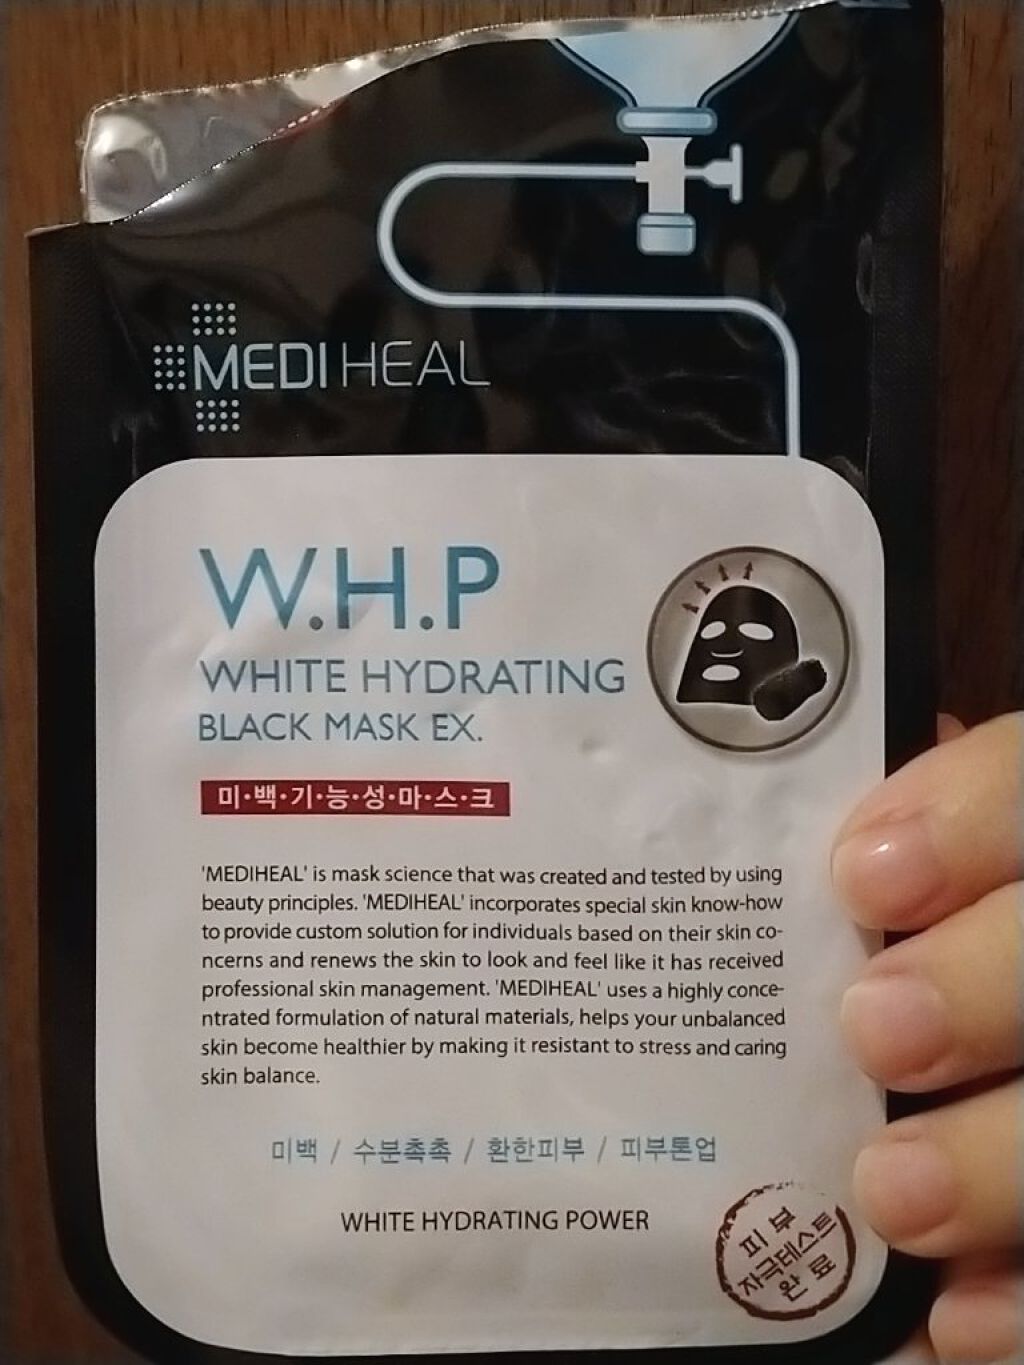 MEDIHEAL
W.H.P
WHITE HYDRATING
BLACK MASK EX.
미·백·기·능·성·마·스·크
'MEDIHEAL' is mask science that was created and tested by using
beauty principles. 'MEDIHEAL' incorporates special skin know-how
to provide custom solution for individuals based on their skin co-
ncerns and renews the skin to look and feel like it has received
professional skin management. 'MEDIHEAL' uses a highly conce-
ntrated formulation of natural materials, helps your unbalanced
skin become healthier by making it resistant to stress and caring
skin balance.
미백 / 수분촉촉 / 환한피부 / 피부톤업
WHITE HYDRATING POWER
피부
자극테스트
완료